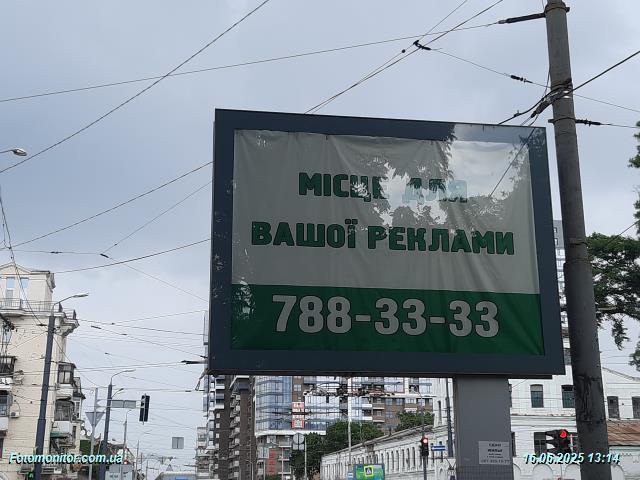 МІСЦЕ ДЛЯ
ВАШОЇ РЕКЛАМИ
788-33-33
Fotomonitor.com.ua
16.06.2025 13:14